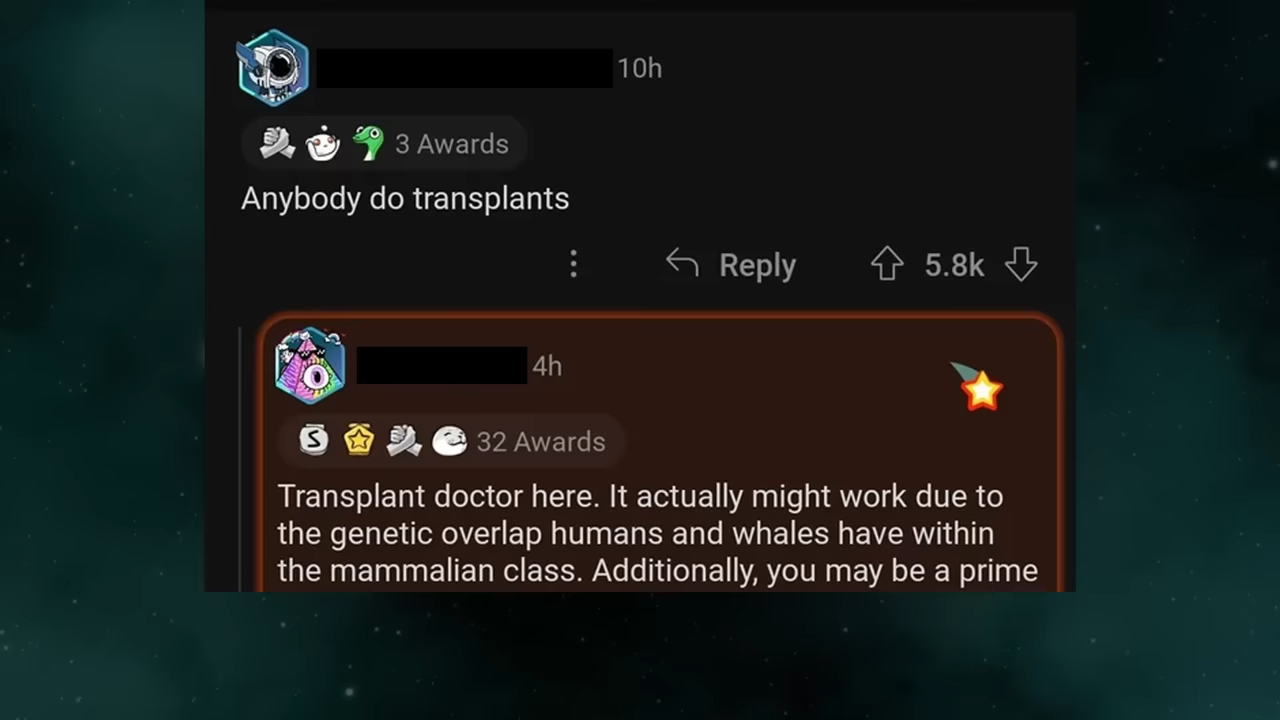 10h
3 Awards
Anybody do transplants
Reply 5.8k
4h
32 Awards
Transplant doctor here. It actually might work due to
the genetic overlap humans and whales have within
the mammalian class. Additionally, you may be a prime